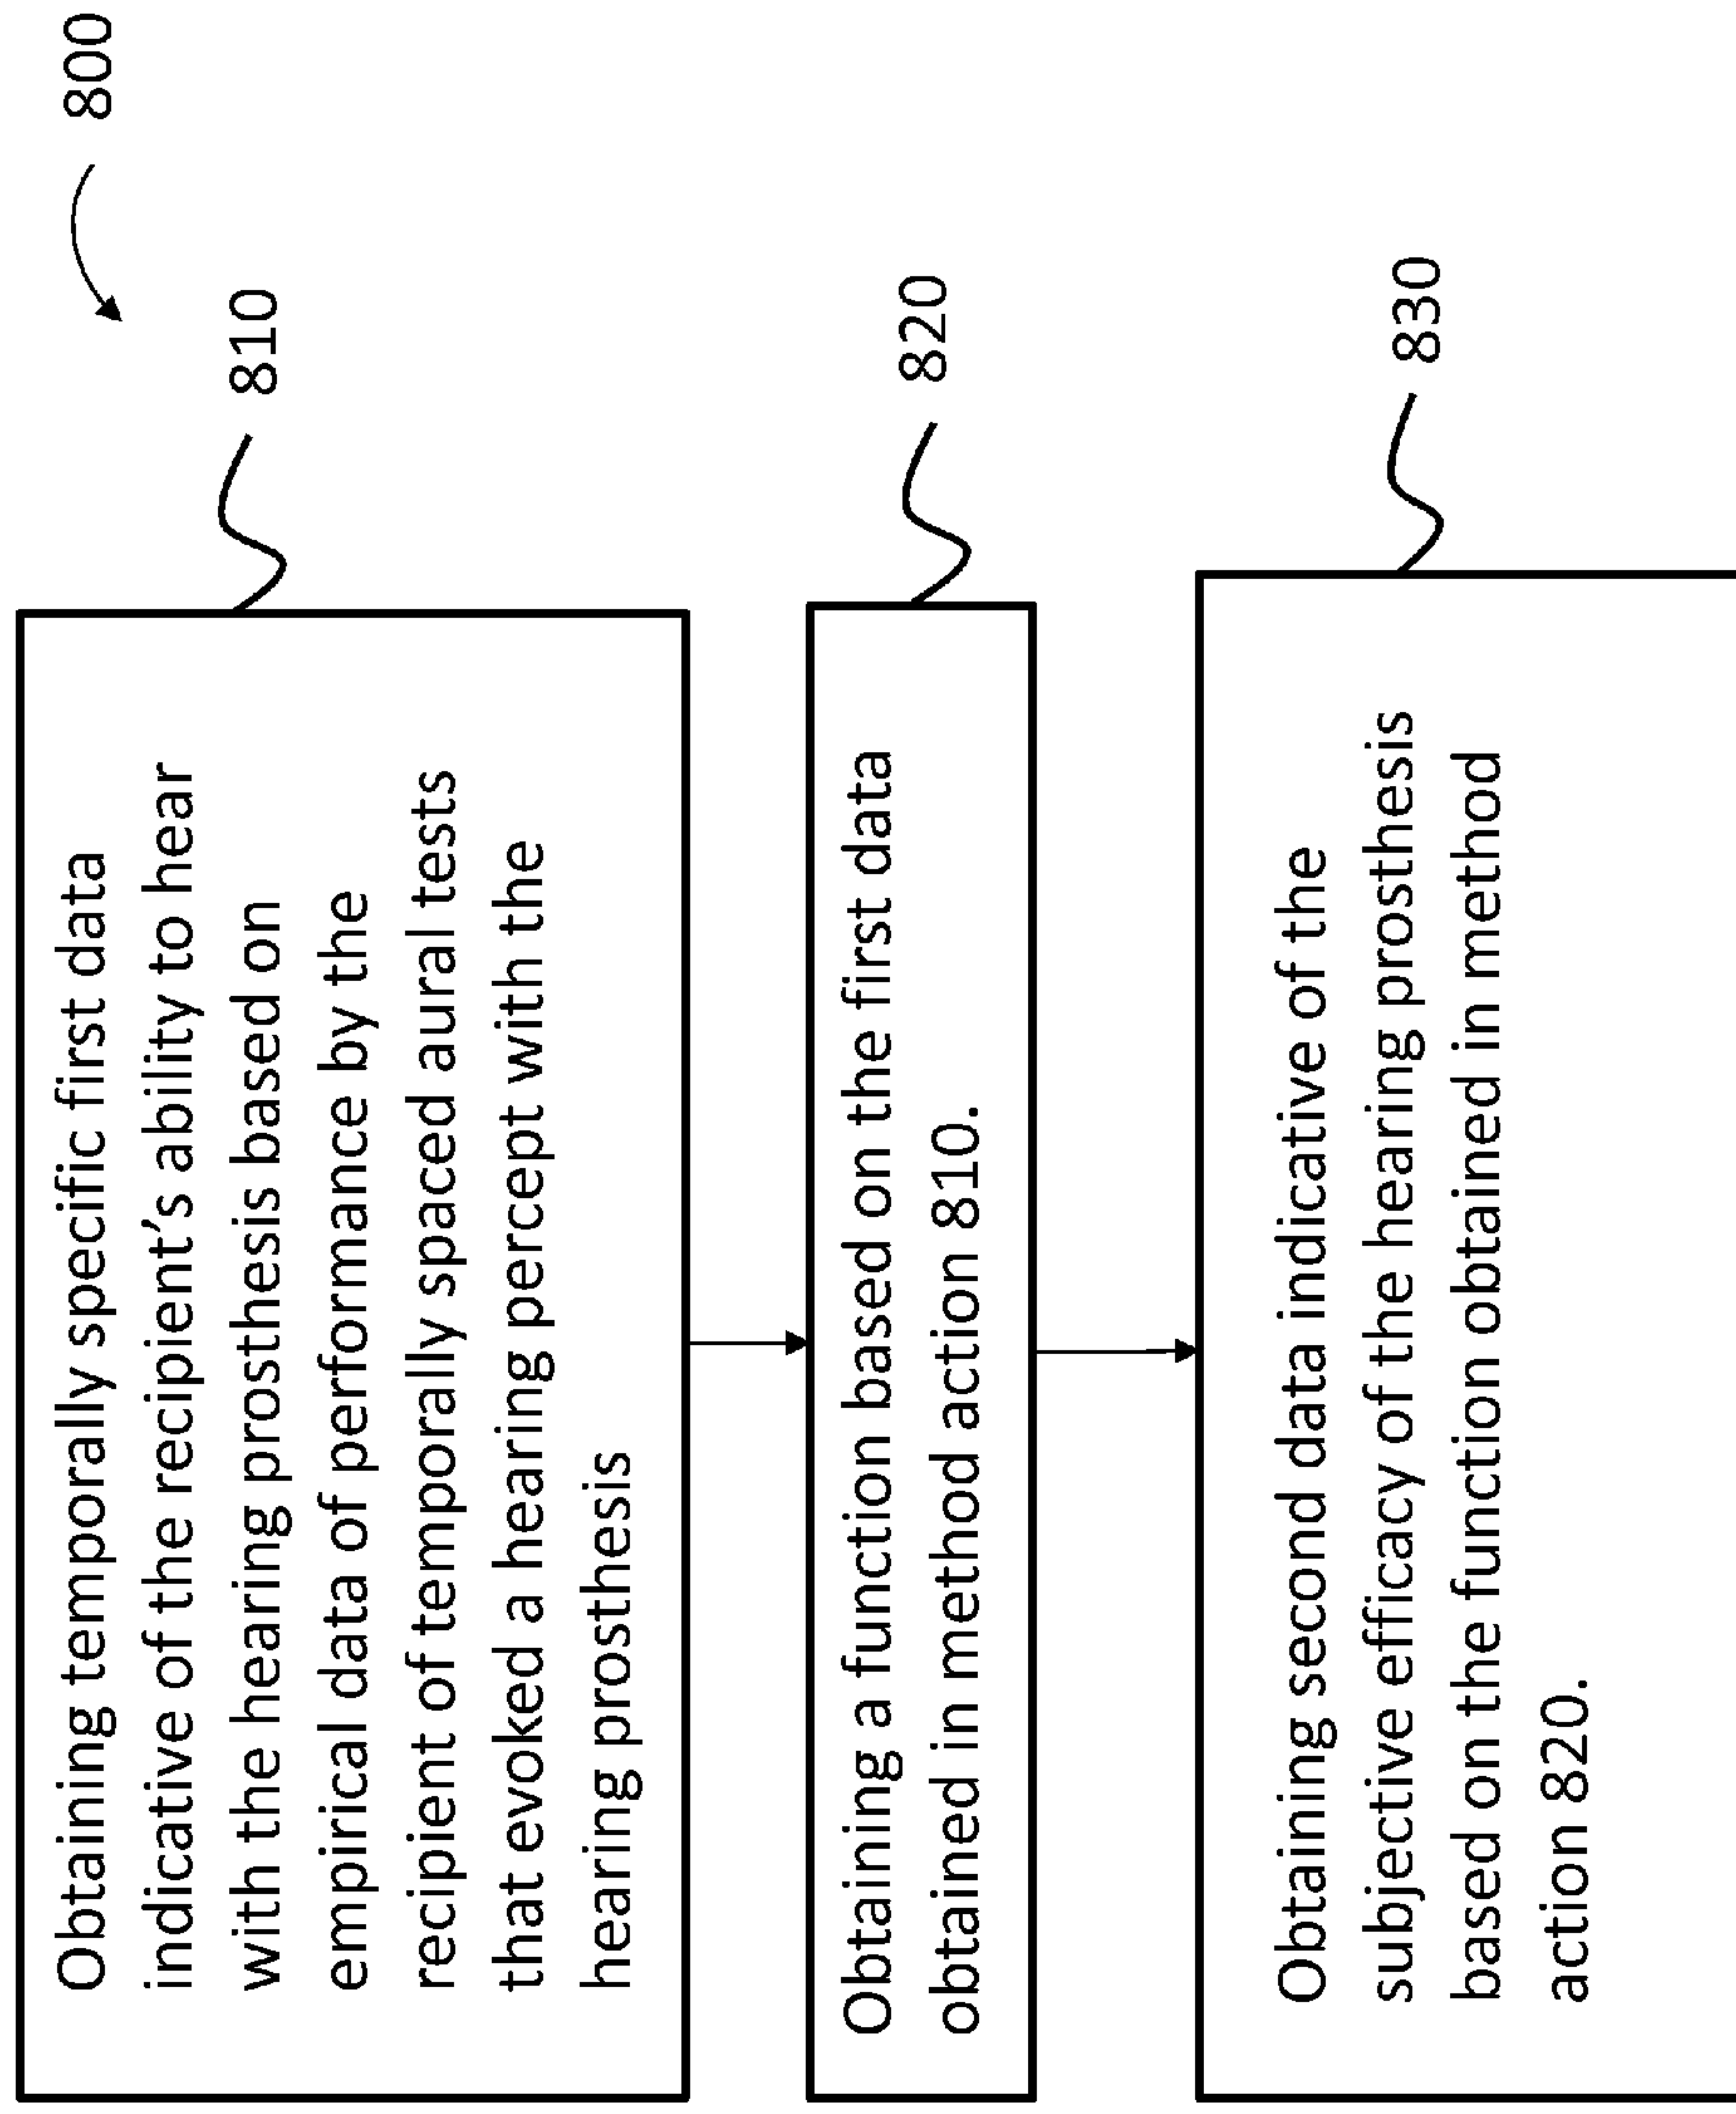 800
810
Obtaining temporally specific first data
indicative of the recipient’s ability to hear
with the hearing prosthesis based on
empirical data of performance by the
recipient of temporally spaced aural tests
that evoked a hearing percept with the
hearing prosthesis
820
Obtaining a function based on the first data
obtained in method action 810.
830
Obtaining second data indicative of the
subjective efficacy of the hearing prosthesis
based on the function obtained in method
action 820.